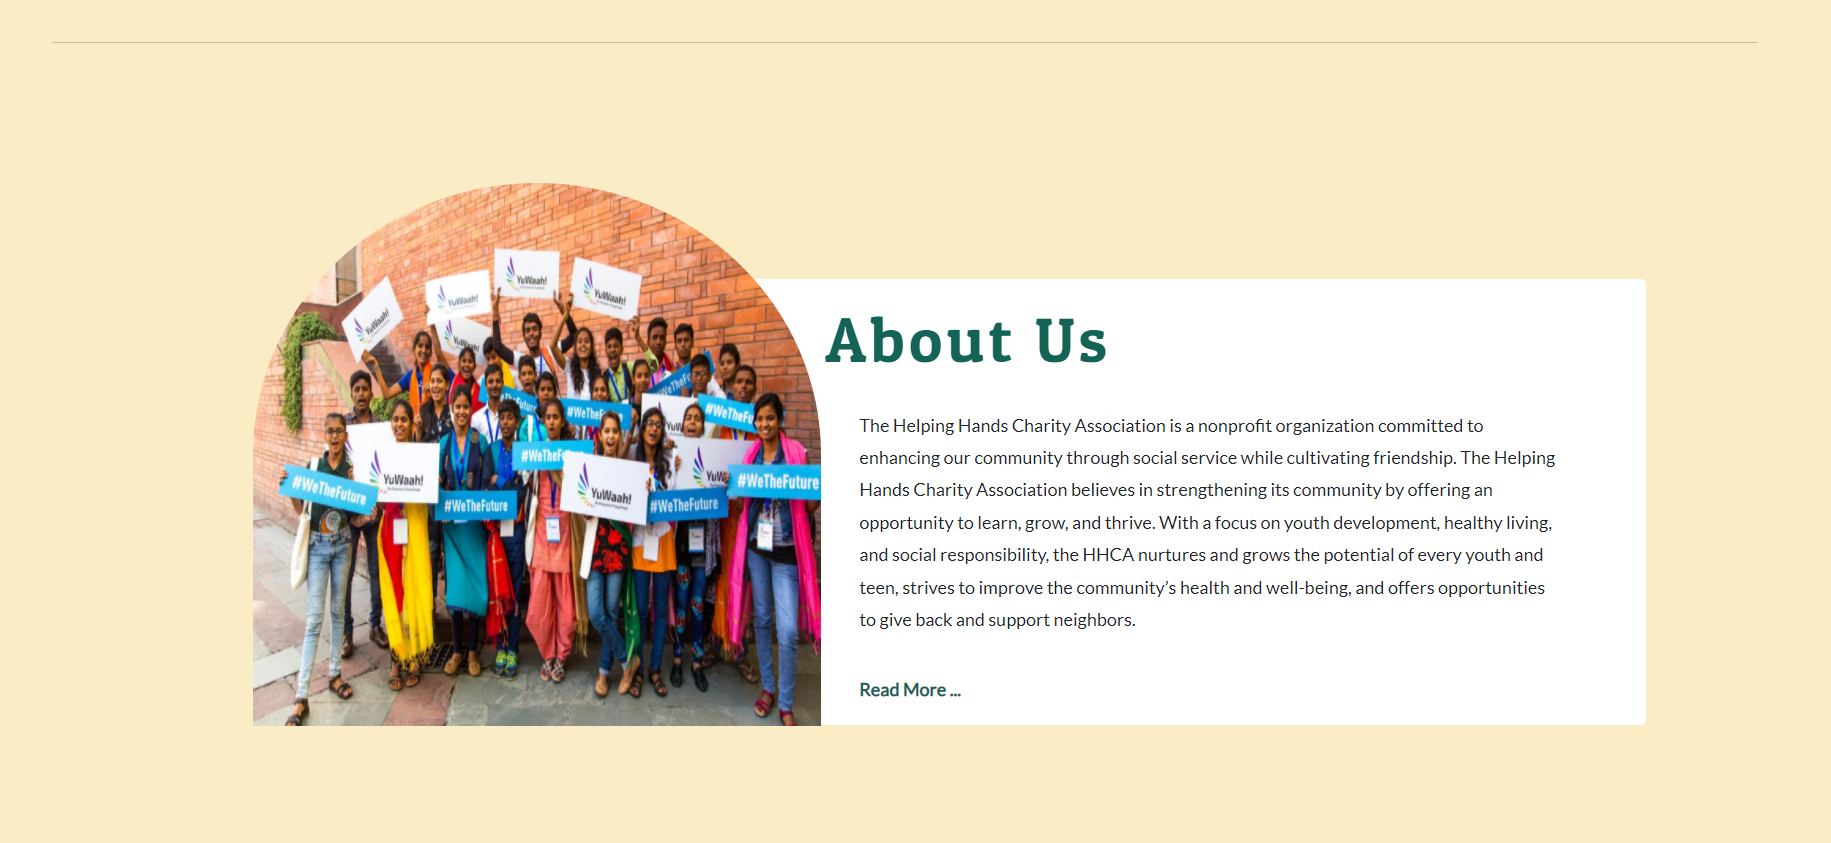 YuWaah!
YuWaah!
YuWaah!
YuWaah!
YuWaah!
About Us
#WeTheF
#WeTheFu
The Helping Hands Charity Association is a nonprofit organization committed to
enhancing our community through social service while cultivating friendship. The Helping
Hands Charity Association believes in strengthening its community by offering an
opportunity to learn, grow, and thrive. With a focus on youth development, healthy living,
and social responsibility, the HHCA nurtures and grows the potential of every youth and
teen, strives to improve the community’s health and well-being, and offers opportunities
to give back and support neighbors.
Read More ...
#WeTheF
YuWaah!
#WeTheFuture
#WeTheFuture
#WeTheFuture
YuWaah!
#WeTheFuture